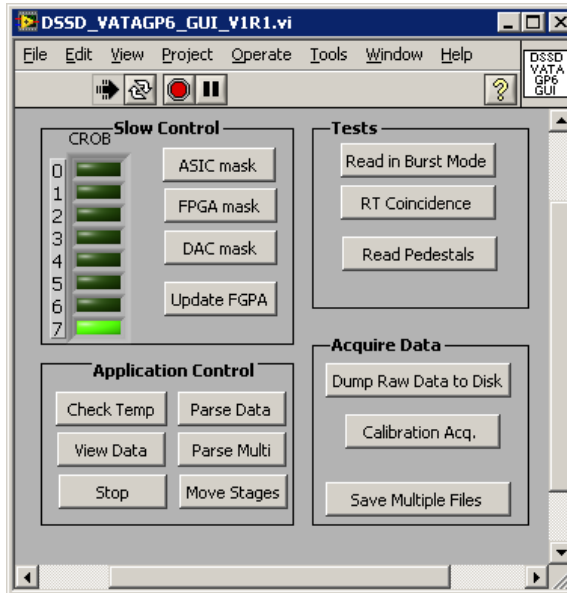 DSSD_VATAGP6_GUI_V1R1.vi
File Edit View Project Operate Tools Window Help
DSSD
VATA
GP6
GUI
Slow Control
CROB
0
1
2
3
4
5
6
7
ASIC mask
FPGA mask
DAC mask
Update FGPA
Tests
Read in Burst Mode
RT Coincidence
Read Pedestals
Application Control
Check Temp Parse Data
View Data Parse Multi
Stop Move Stages
Acquire Data
Dump Raw Data to Disk
Calibration Acq.
Save Multiple Files